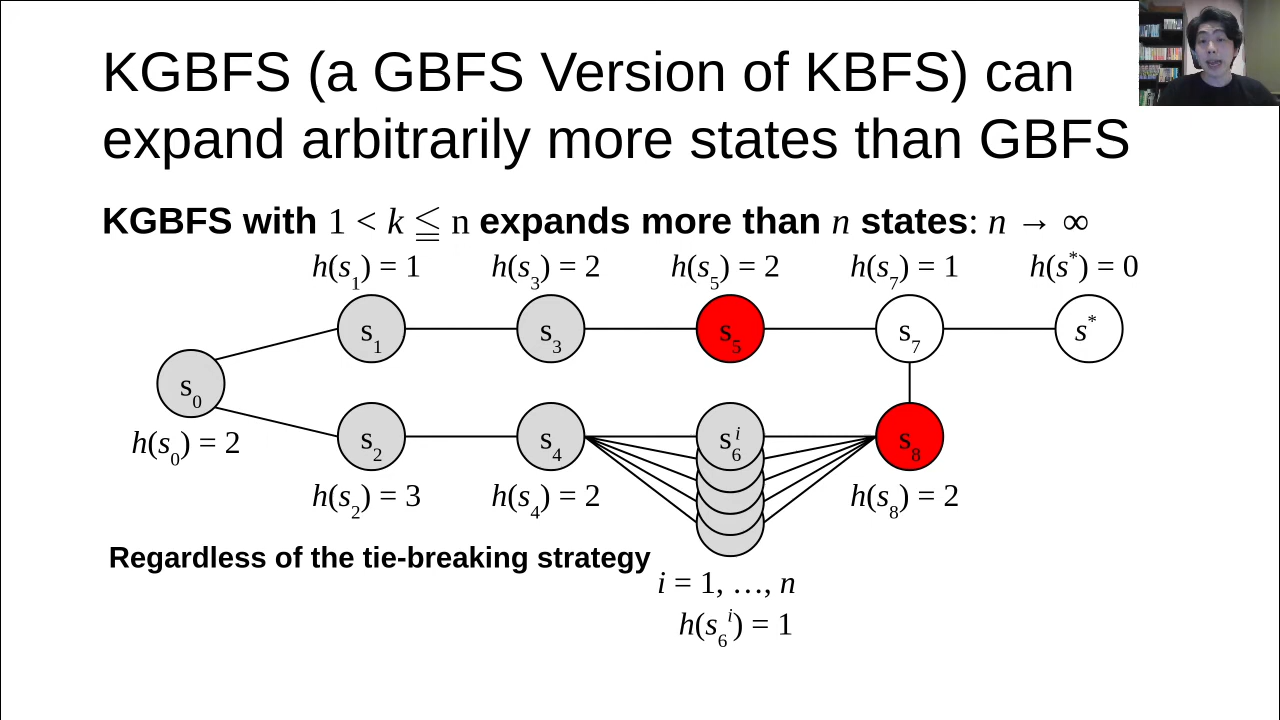 KGBFS (a GBFS Version of KBFS) can
expand arbitrarily more states than GBFS
KGBFS with 1 < k ≦ n expands more than n states: n → ∞
h(s₁) = 1 h(s₃) = 2 h(s₅) = 2 h(s₇) = 1 h(s*) = 0
s₁ s₃ s₅ s₇ s*
s₀
h(s₀) = 2
s₂ s₄ s₆ⁱ s₈
h(s₂) = 3 h(s₄) = 2 h(s₈) = 2
Regardless of the tie-breaking strategy
i = 1, …, n
h(s₆ⁱ) = 1